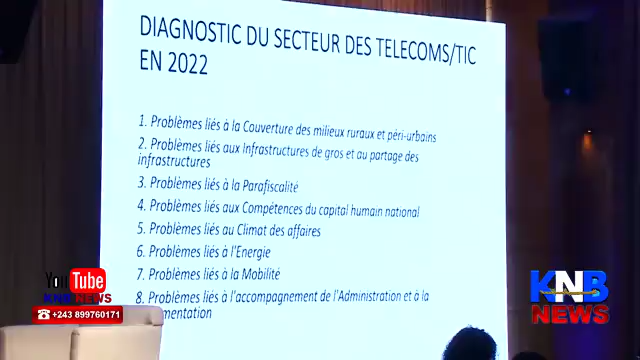 DIAGNOSTIC DU SECTEUR DES TELECOMS/TIC
EN 2022
1. Problèmes liés à la Couverture des milieux ruraux et péri-urbains
2. Problèmes liés aux Infrastructures de gros et au partage des
infrastructures
3. Problèmes liés à la Parafiscalité
4. Problèmes liés aux Compétences du capital humain national
5. Problèmes liés au Climat des affaires
6. Problèmes liés à l'Energie
7. Problèmes liés à la Mobilité
8. Problèmes liés à l'accompagnement de l'Administration et à la
YouTube
KNB NEWS
+243 899760171
KNB
NEWS